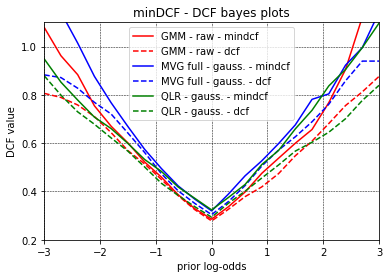 minDCF - DCF bayes plots
GMM - raw - mindcf
GMM - raw - dcf
MVG full - gauss. - mindcf
MVG full - gauss. - dcf
QLR - gauss. - mindcf
QLR - gauss. - dcf
DCF value
1.0
0.8
0.6
0.4
0.2
−3 −2 −1 0 1 2 3
prior log-odds